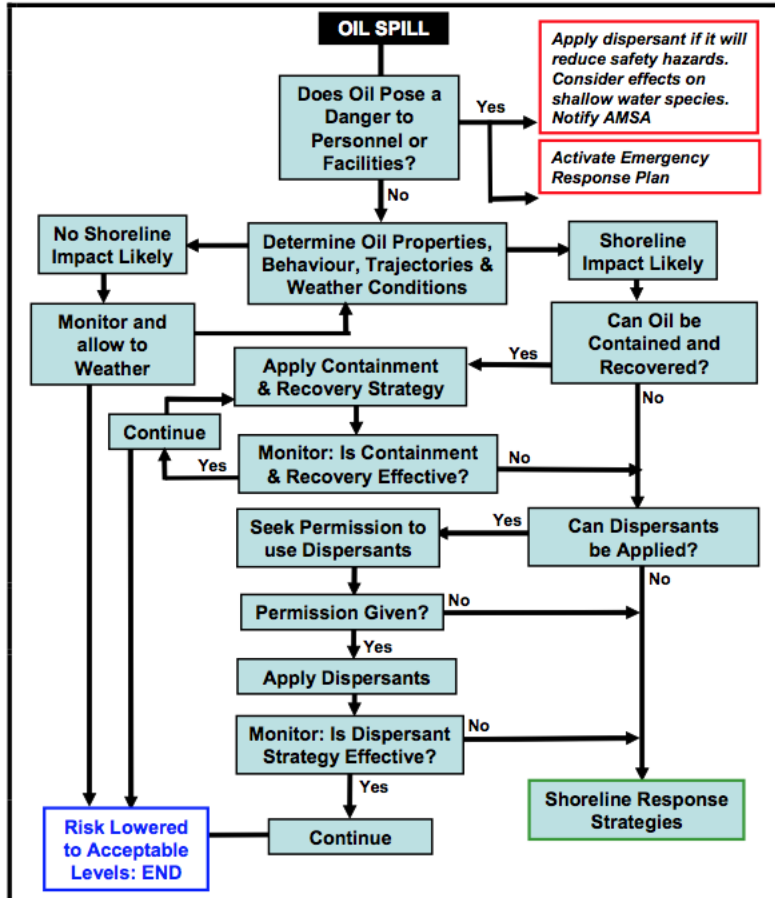 OIL SPILL
Apply dispersant if it will
reduce safety hazards.
Consider effects on
shallow water species.
Notify AMSA
Does Oil Pose a
Danger to
Personnel or
Facilities?
Yes
Activate Emergency
Response Plan
No
No Shoreline
Impact Likely
Determine Oil Properties,
Behaviour, Trajectories &
Weather Conditions
Shoreline
Impact Likely
Monitor and
allow to
Weather
Can Oil be
Contained and
Recovered?
Yes
Apply Containment
& Recovery Strategy
No
Continue
Monitor: Is Containment
& Recovery Effective?
Yes
No
Seek Permission to
use Dispersants
Yes
Can Dispersants
be Applied?
No
Permission Given?
No
Yes
Apply Dispersants
Monitor: Is Dispersant
Strategy Effective?
No
Yes
Shoreline Response
Strategies
Risk Lowered
to Acceptable
Levels: END
Continue